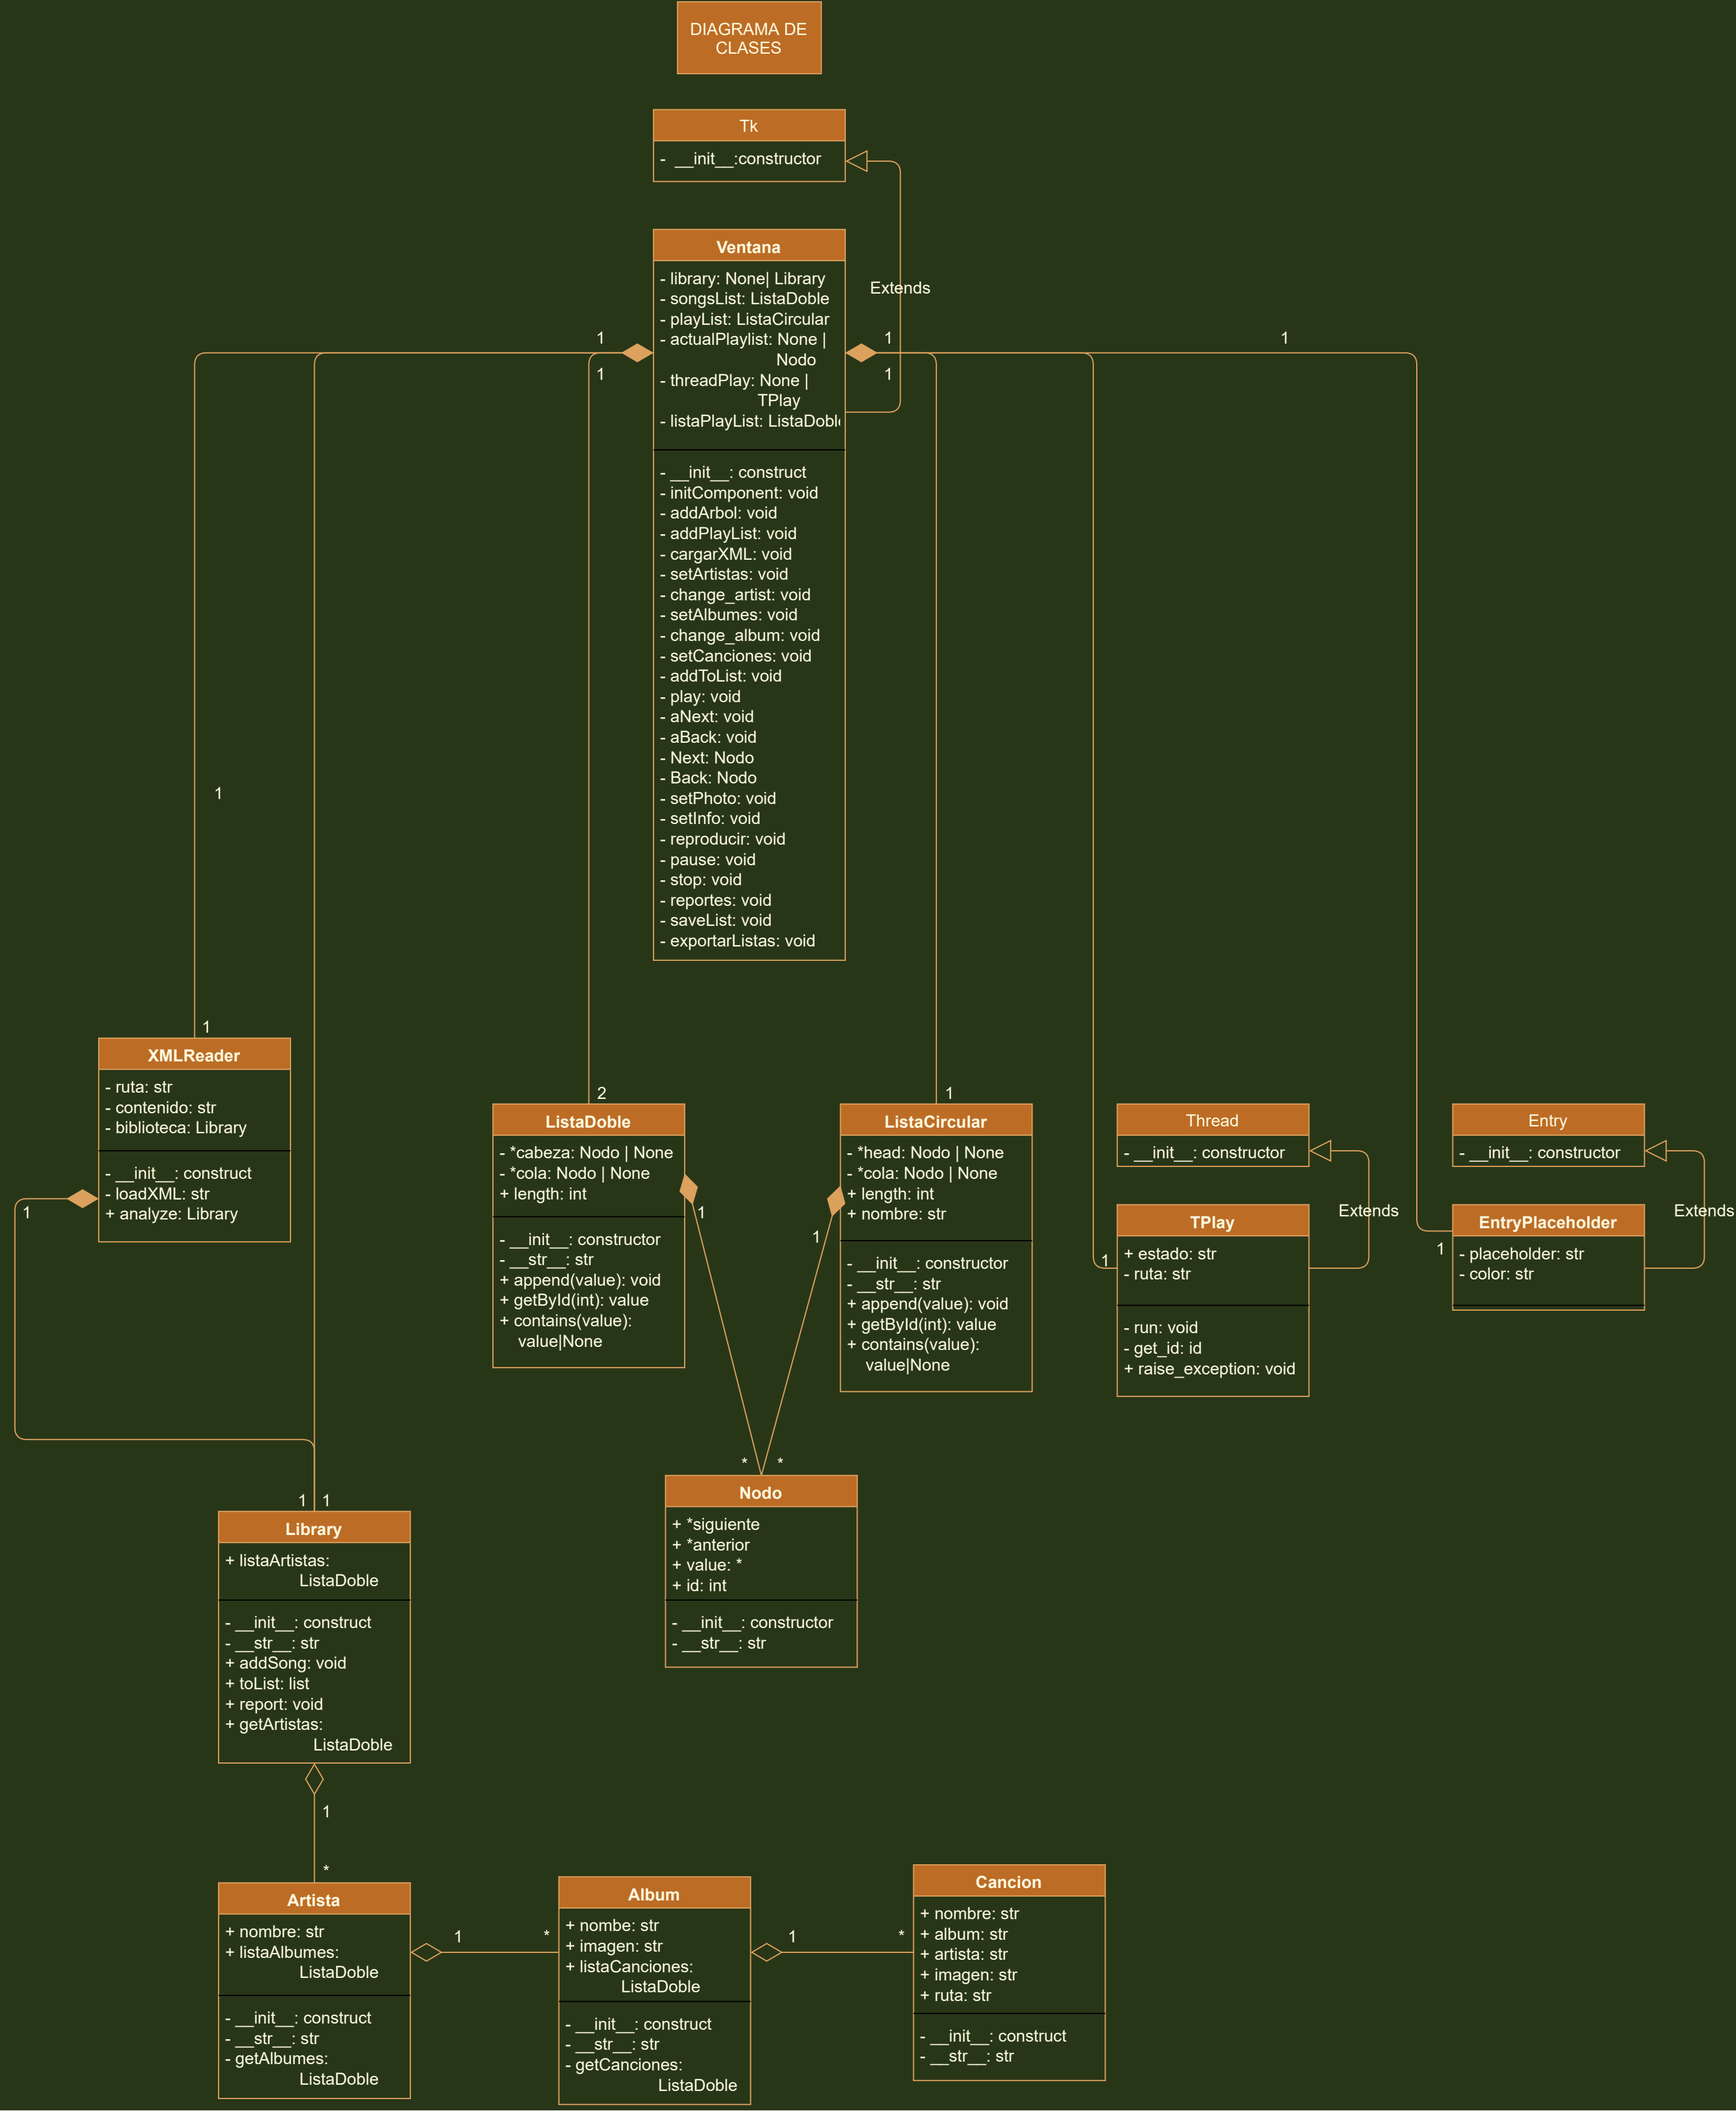 DIAGRAMA DE
CLASES
Tk
- __init__:constructor
Extends
Ventana
- library: None| Library
- songsList: ListaDoble
- playList: ListaCircular
- actualPlaylist: None |
Nodo
- threadPlay: None |
TPlay
- listaPlayList: ListaDoble
- __init__: construct
- initComponent: void
- addArbol: void
- addPlayList: void
- cargarXML: void
- setArtistas: void
- change_artist: void
- setAlbumes: void
- change_album: void
- setCanciones: void
- addToList: void
- play: void
- aNext: void
- aBack: void
- Next: Nodo
- Back: Nodo
- setPhoto: void
- setInfo: void
- reproducir: void
- pause: void
- stop: void
- reportes: void
- saveList: void
- exportarListas: void
1
1
1
1
1
1
1
XMLReader
- ruta: str
- contenido: str
- biblioteca: Library
- __init__: construct
- loadXML: str
+ analyze: Library
1
2
ListaDoble
- *cabeza: Nodo | None
- *cola: Nodo | None
+ length: int
- __init__: constructor
- __str__: str
+ append(value): void
+ getById(int): value
+ contains(value):
value|None
1
1
ListaCircular
- *head: Nodo | None
- *cola: Nodo | None
+ length: int
+ nombre: str
- __init__: constructor
- __str__: str
+ append(value): void
+ getById(int): value
+ contains(value):
value|None
1
Thread
- __init__: constructor
Extends
1
TPlay
+ estado: str
- ruta: str
- run: void
- get_id: id
+ raise_exception: void
Entry
- __init__: constructor
Extends
1
EntryPlaceholder
- placeholder: str
- color: str
* *
Nodo
+ *siguiente
+ *anterior
+ value: *
+ id: int
- __init__: constructor
- __str__: str
1 1
Library
+ listaArtistas:
ListaDoble
- __init__: construct
- __str__: str
+ addSong: void
+ toList: list
+ report: void
+ getArtistas:
ListaDoble
1
*
Artista
+ nombre: str
+ listaAlbumes:
ListaDoble
- __init__: construct
- __str__: str
- getAlbumes:
ListaDoble
1 *
Album
+ nombe: str
+ imagen: str
+ listaCanciones:
ListaDoble
- __init__: construct
- __str__: str
- getCanciones:
ListaDoble
1 *
Cancion
+ nombre: str
+ album: str
+ artista: str
+ imagen: str
+ ruta: str
- __init__: construct
- __str__: str